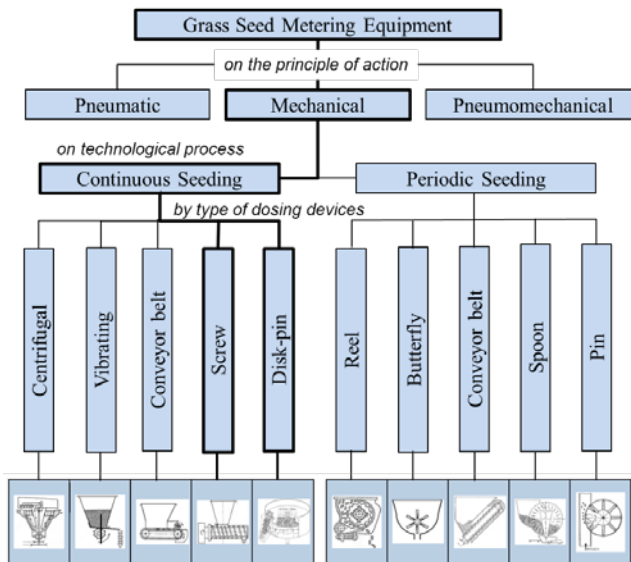 Grass Seed Metering Equipment
on the principle of action
Pneumatic
Mechanical
Pneumomechanical
on technological process
Continuous Seeding
Periodic Seeding
by type of dosing devices
Centrifugal
Vibrating
Conveyor belt
Screw
Disk-pin
Reel
Butterfly
Conveyor belt
Spoon
Pin